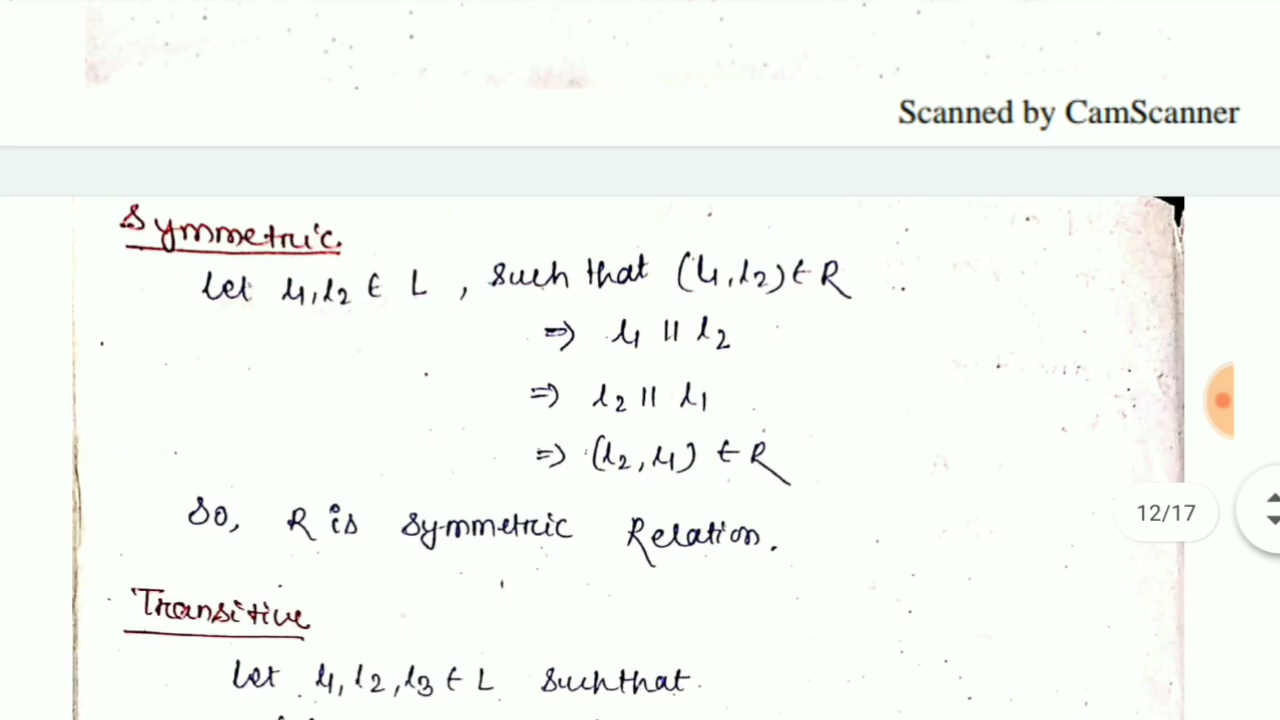 Scanned by CamScanner
Symmetric
Let l1, l2 ∈ L, such that (l1, l2) ∈ R
⇒ l1 || l2
⇒ l2 || l1
⇒ (l2, l1) ∈ R
12/17
So, R is symmetric Relation.
Transitive
Let l1, l2, l3 ∈ L such that